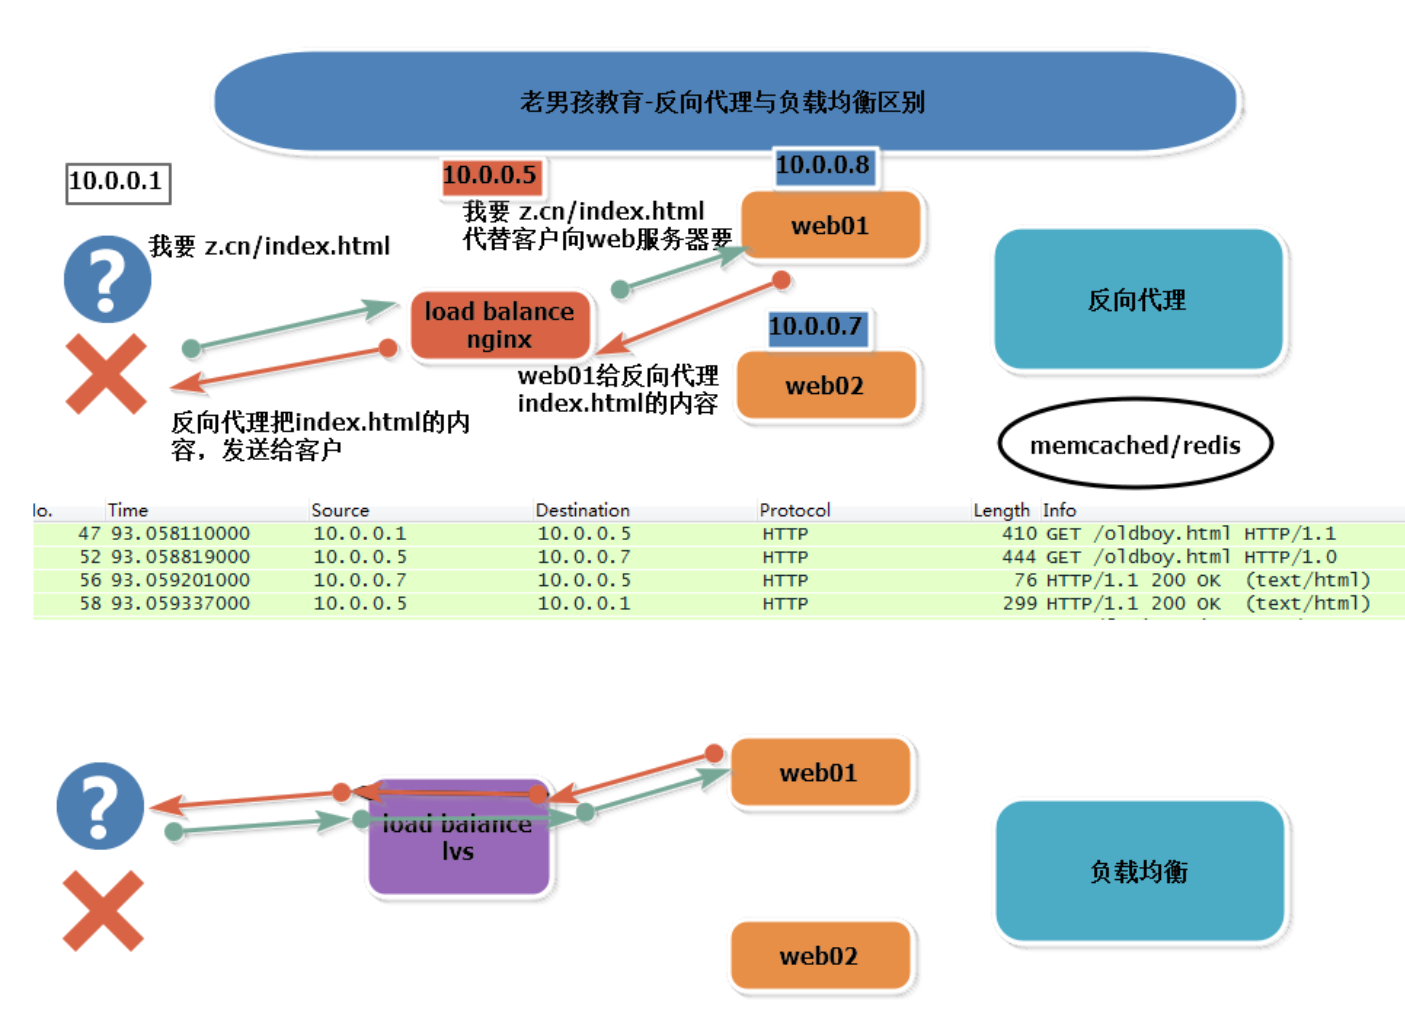 老男孩教育-反向代理与负载均衡区别
10.0.0.1
10.0.0.5
10.0.0.8
我要 z.cn/index.html
我要 z.cn/index.html
代替客户向web服务器要
web01
load balance
nginx
反向代理
10.0.0.7
web02
web01给反向代理
index.html的内容
反向代理把index.html的内
容，发送给客户
memcached/redis
lo. Time Source Destination Protocol Length Info
47 93.058110000 10.0.0.1 10.0.0.5 HTTP 410 GET /oldboy.html HTTP/1.1
52 93.058819000 10.0.0.5 10.0.0.7 HTTP 444 GET /oldboy.html HTTP/1.0
56 93.059201000 10.0.0.7 10.0.0.5 HTTP 76 HTTP/1.1 200 OK (text/html)
58 93.059337000 10.0.0.5 10.0.0.1 HTTP 299 HTTP/1.1 200 OK (text/html)
web01
load balance
lvs
负载均衡
web02